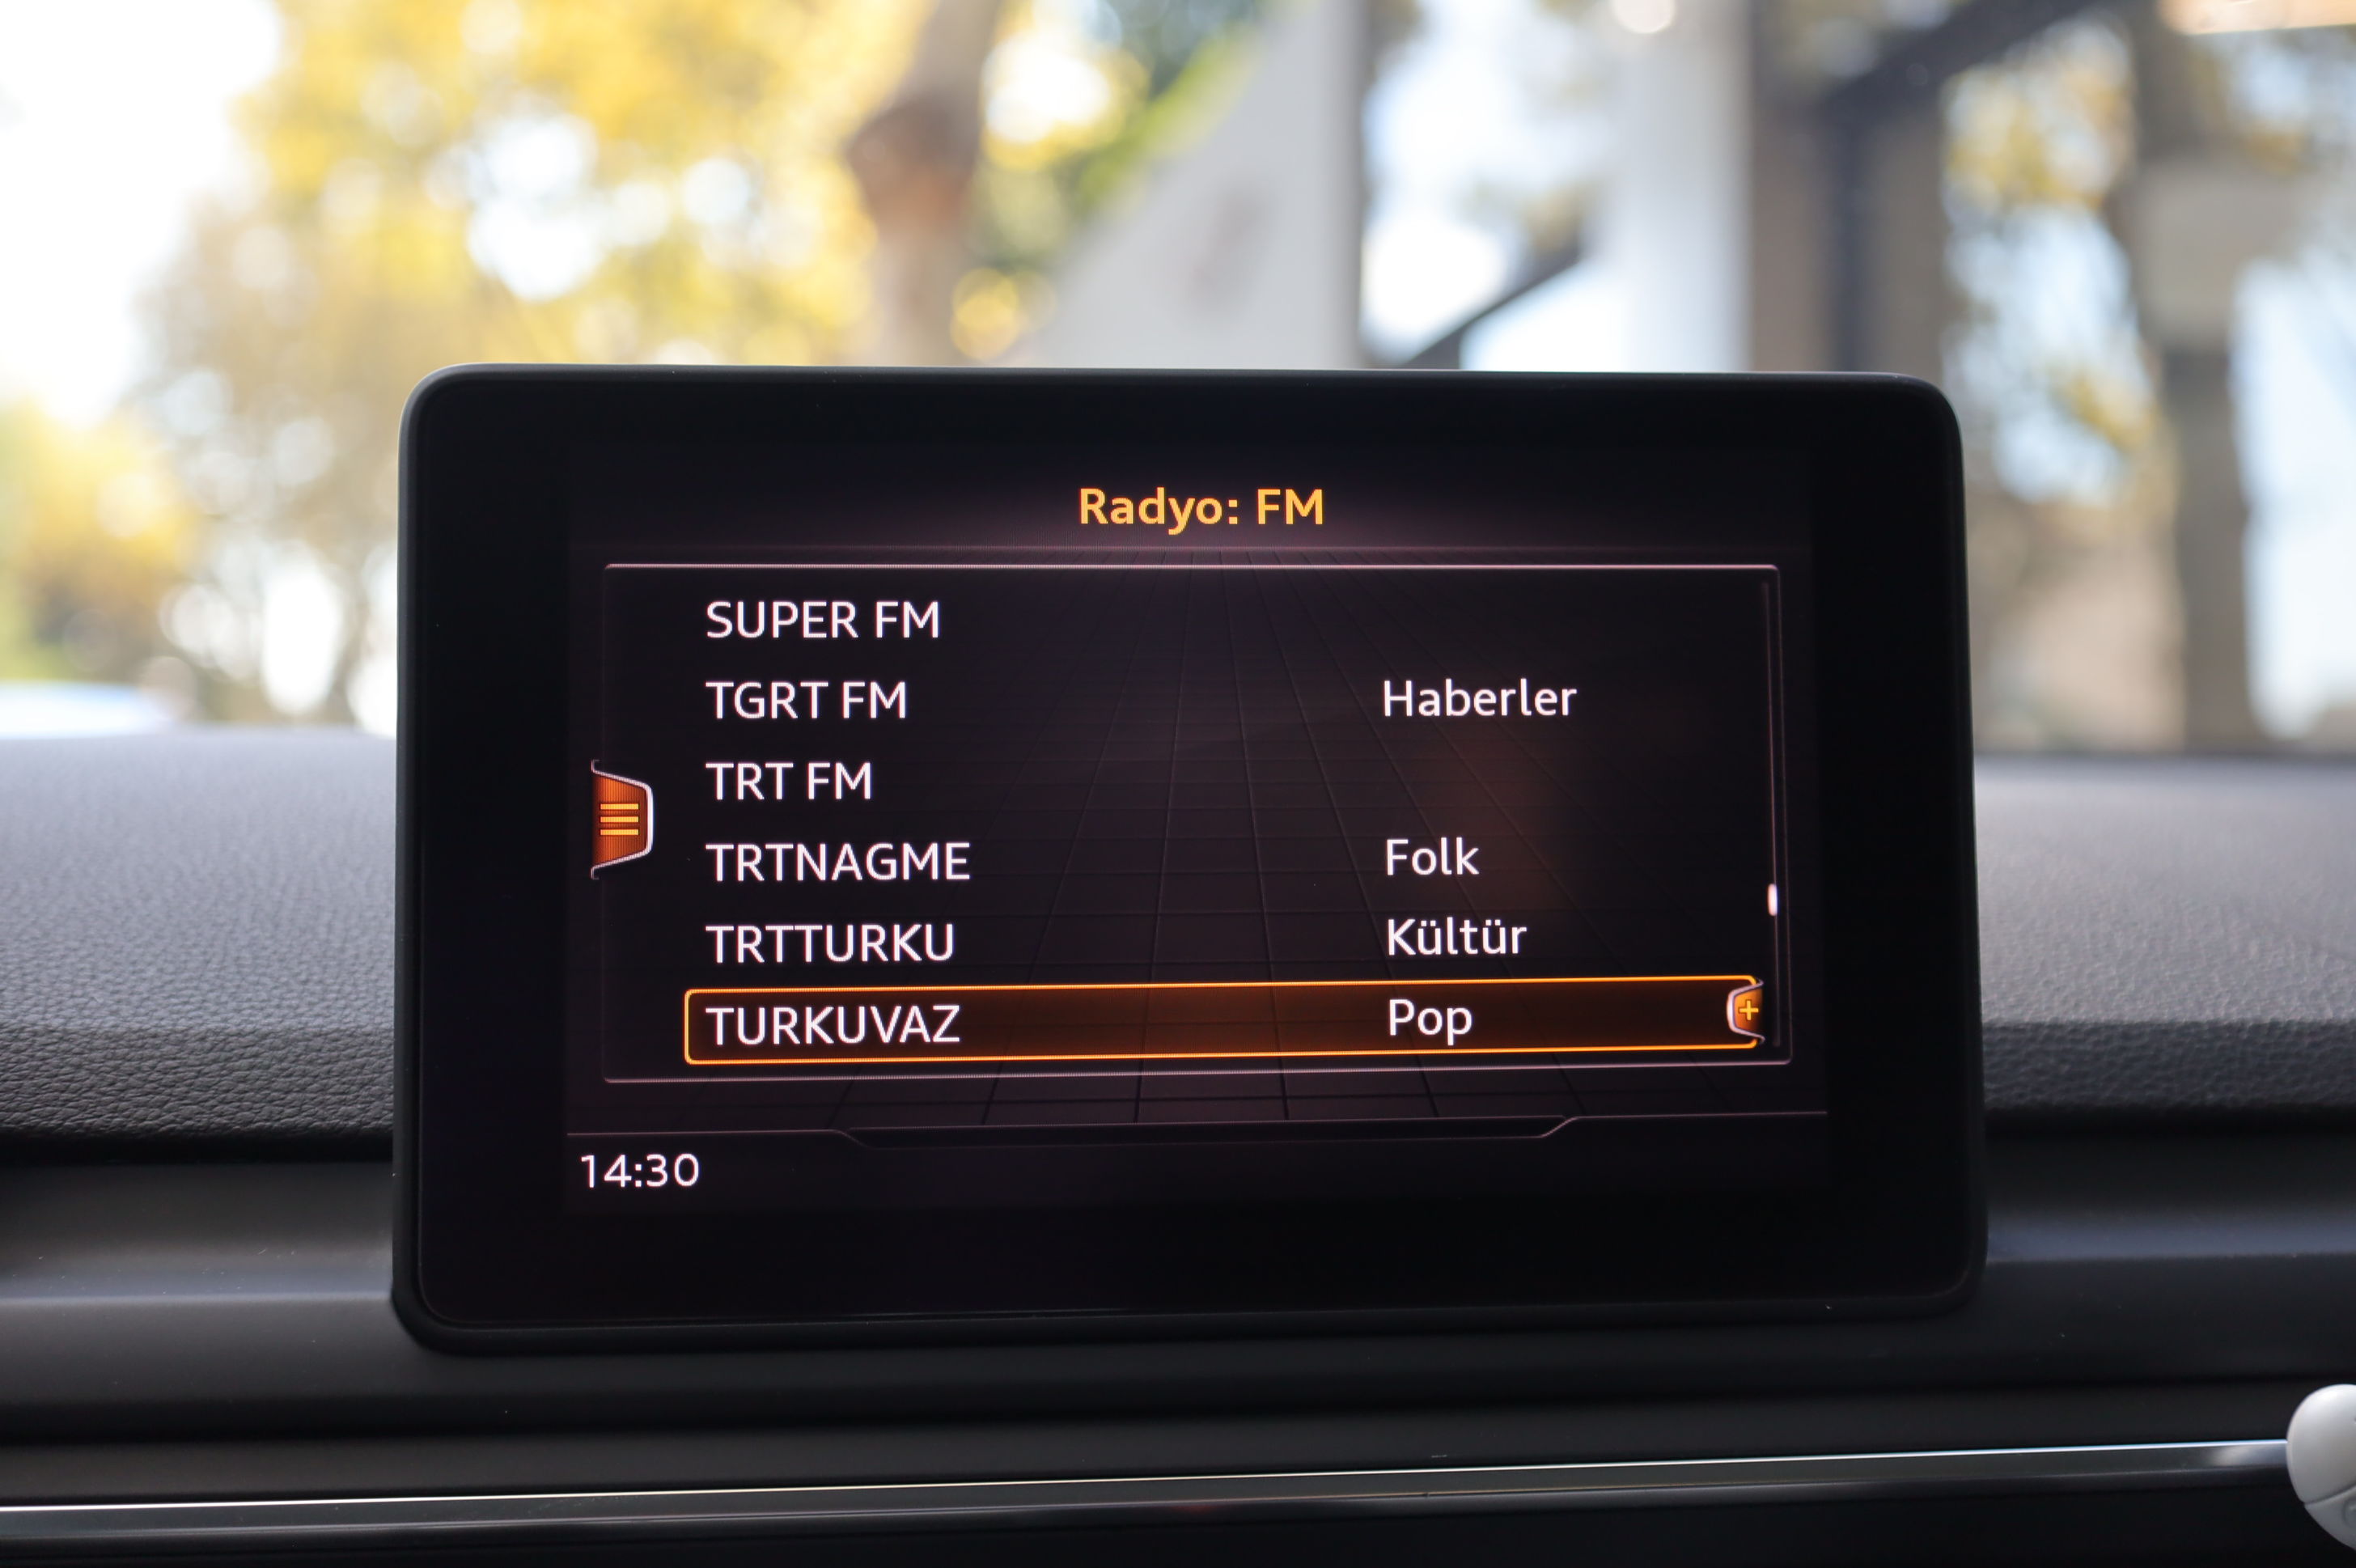 Radyo: FM
SUPER FM
TGRT FM Haberler
TRT FM
TRTNAGME Folk
TRTTURKU Kültür
TURKUVAZ Pop
14:30